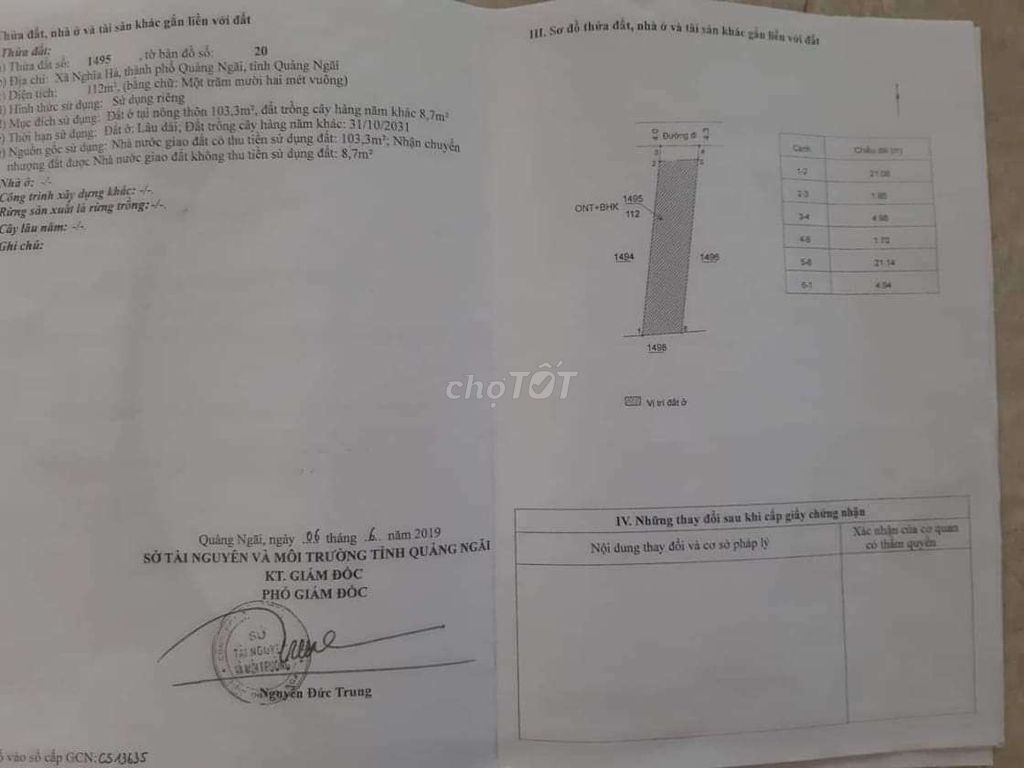 Thửa đất, nhà ở và tài sản khác gắn liền với đất
Thửa đất:
a) Thửa đất số: 1495 , tờ bản đồ số: 20
b) Địa chỉ: Xã Nghĩa Hà, thành phố Quảng Ngãi, tỉnh Quảng Ngãi
c) Diện tích: 112m², (bằng chữ: Một trăm mười hai mét vuông)
d) Hình thức sử dụng: Sử dụng riêng
đ) Mục đích sử dụng: Đất ở tại nông thôn 103,3m², đất trồng cây hàng năm khác 8,7m²
e) Thời hạn sử dụng: Đất ở: Lâu dài; Đất trồng cây hàng năm khác: 31/10/2031
g) Nguồn gốc sử dụng: Nhà nước giao đất có thu tiền sử dụng đất: 103,3m²; Nhận chuyển
nhượng đất được Nhà nước giao đất không thu tiền sử dụng đất: 8,7m²
Nhà ở: -/-
Công trình xây dựng khác: -/-.
Rừng sản xuất là rừng trồng: -/-.
Cây lâu năm: -/-.
Ghi chú:
Quảng Ngãi, ngày 06 tháng 6 năm 2019
SỞ TÀI NGUYÊN VÀ MÔI TRƯỜNG TỈNH QUẢNG NGÃI
KT. GIÁM ĐỐC
PHÓ GIÁM ĐỐC
SỞ
TÀI NGUYÊN
VÀ MÔI TRƯỜNG
Nguyễn Đức Trung
Số vào sổ cấp GCN: CS13635
III. Sơ đồ thửa đất, nhà ở và tài sản khác gắn liền với đất
Đường đi
3 4
2 5
ONT+BHK 1495
112
1494 1496
1 6
1498
Vị trí đất ở
Cạnh Chiều dài (m)
1-2 21.08
2-3 1.85
3-4 4.98
4-5 1.70
5-6 21.14
6-1 4.94
chợTỐT
IV. Những thay đổi sau khi cấp giấy chứng nhận
Nội dung thay đổi và cơ sở pháp lý
Xác nhận của cơ quan
có thẩm quyền